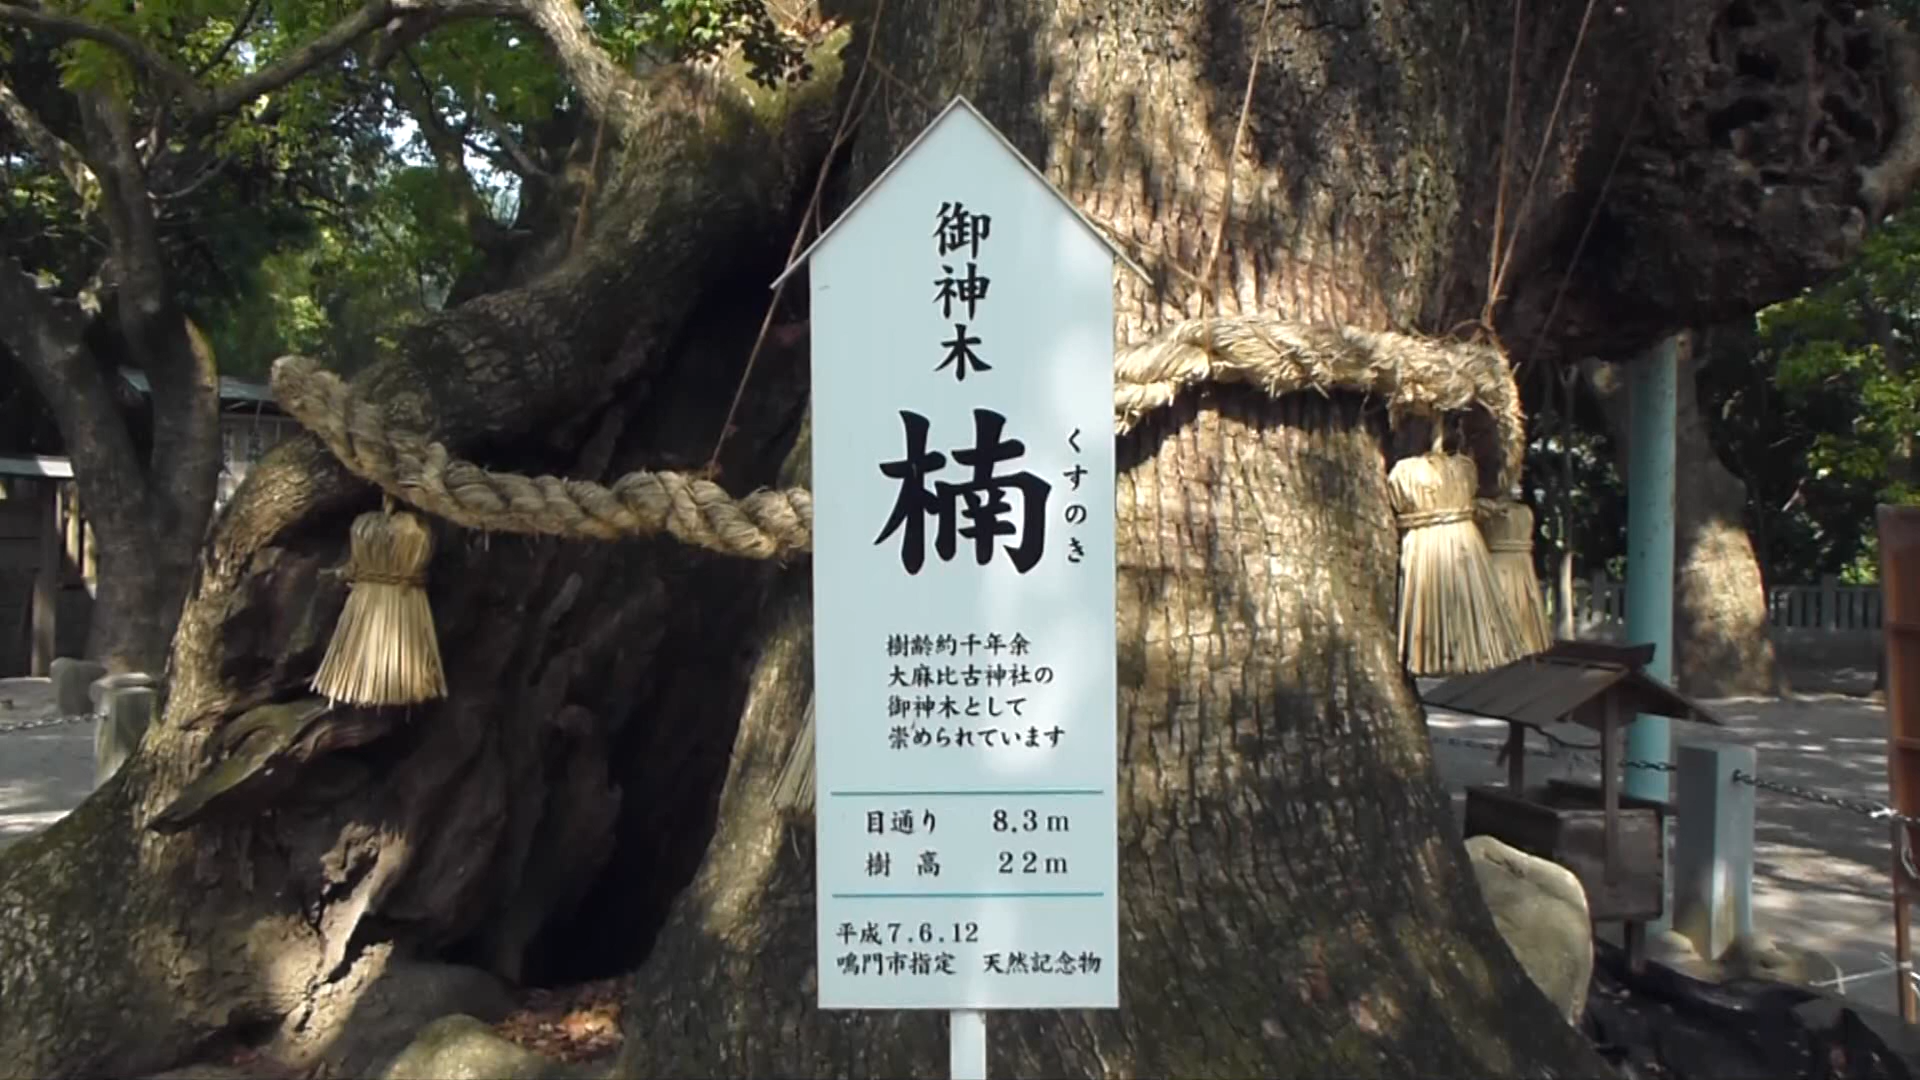 御神木
楠
くすのき
樹齢約千年余
大麻比古神社の
御神木として
崇められています
目通り 8.3m
樹 高 22m
平成7.6.12
鳴門市指定 天然記念物